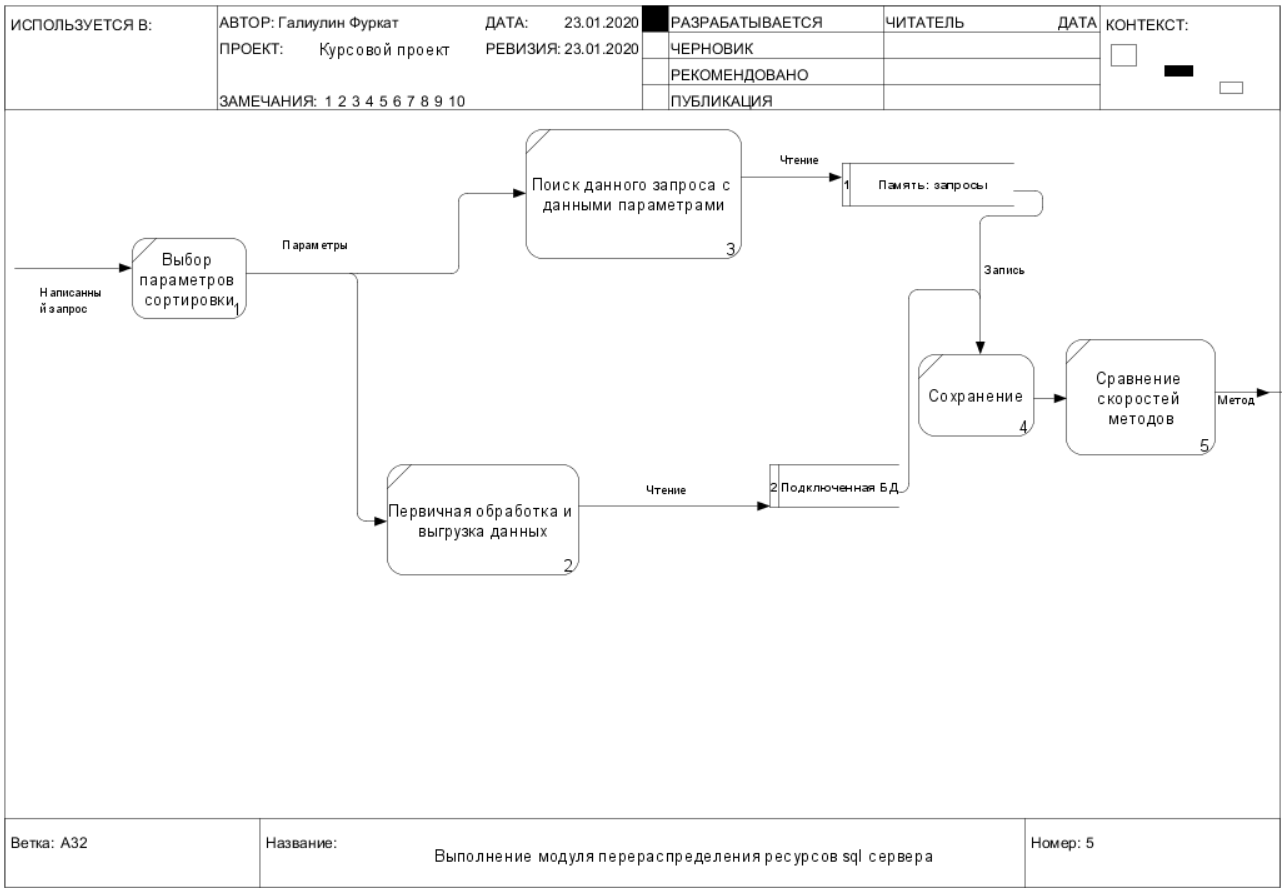 ИСПОЛЬЗУЕТСЯ В:
АВТОР: Галиулин Фуркат
ДАТА: 23.01.2020
ПРОЕКТ: Курсовой проект
РЕВИЗИЯ: 23.01.2020
ЗАМЕЧАНИЯ: 1 2 3 4 5 6 7 8 9 10
РАЗРАБАТЫВАЕТСЯ
ЧЕРНОВИК
РЕКОМЕНДОВАНО
ПУБЛИКАЦИЯ
ЧИТАТЕЛЬ ДАТА
КОНТЕКСТ:
Написанны
й запрос
Выбор
параметров
сортировки
1
Параметры
Поиск данного запроса с
данными параметрами
3
Чтение
1 Память: запросы
Запись
Первичная обработка и
выгрузка данных
2
Чтение
2 Подключенная БД
Сохранение
4
Сравнение
скоростей
методов
5
Метод
Ветка: A32
Название:
Выполнение модуля перераспределения ресурсов sql сервера
Номер: 5